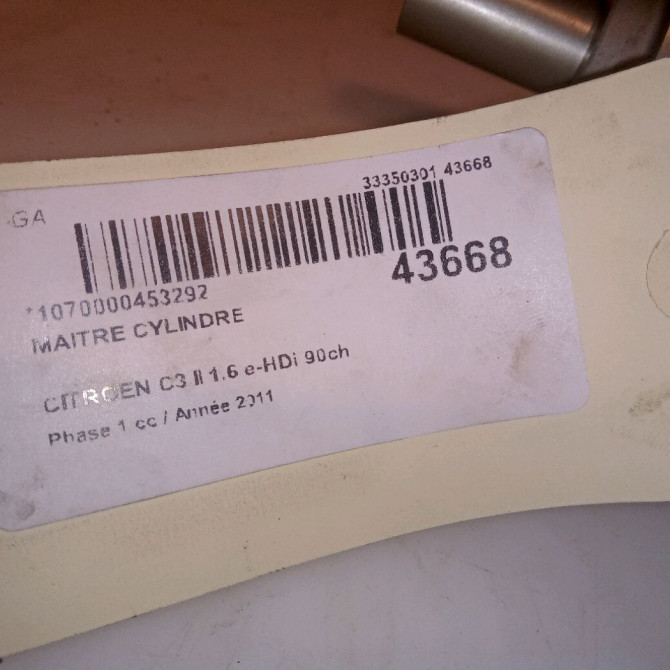 33350301 43668
-GA
43668
*1070000453292
MAITRE CYLINDRE
CITROEN C3 II 1.6 e-HDi 90ch
Phase 1 cc / Année 2011